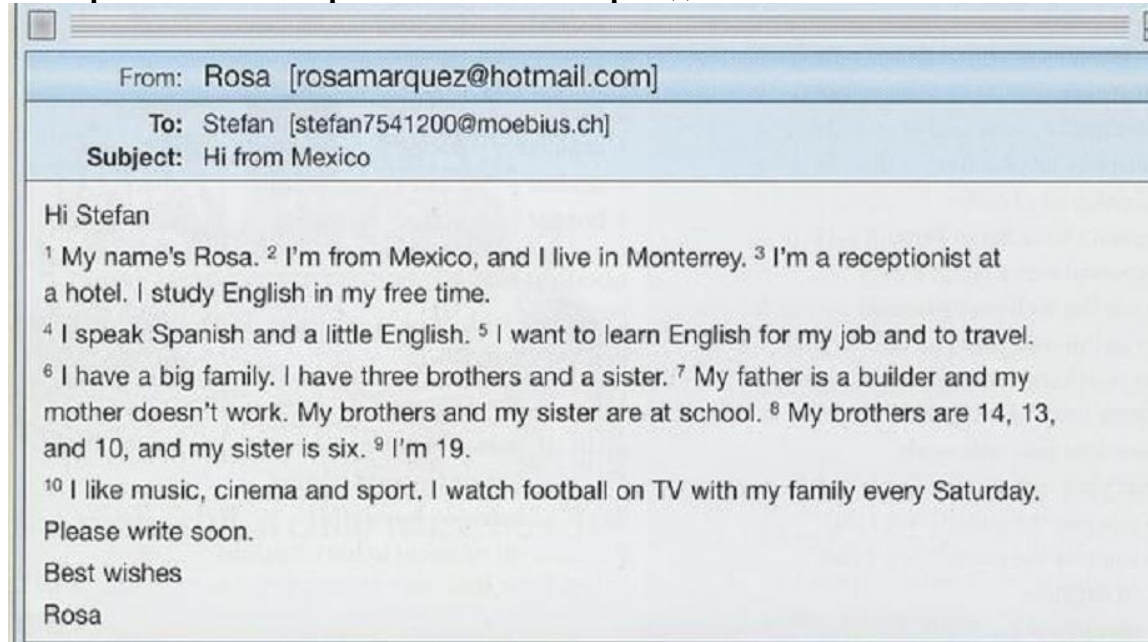 From: Rosa [rosamarquez@hotmail.com]
To: Stefan [stefan7541200@moebius.ch]
Subject: Hi from Mexico
Hi Stefan
¹ My name's Rosa. ² I'm from Mexico, and I live in Monterrey. ³ I'm a receptionist at
a hotel. I study English in my free time.
⁴ I speak Spanish and a little English. ⁵ I want to learn English for my job and to travel.
⁶ I have a big family. I have three brothers and a sister. ⁷ My father is a builder and my
mother doesn't work. My brothers and my sister are at school. ⁸ My brothers are 14, 13,
and 10, and my sister is six. ⁹ I'm 19.
¹⁰ I like music, cinema and sport. I watch football on TV with my family every Saturday.
Please write soon.
Best wishes
Rosa